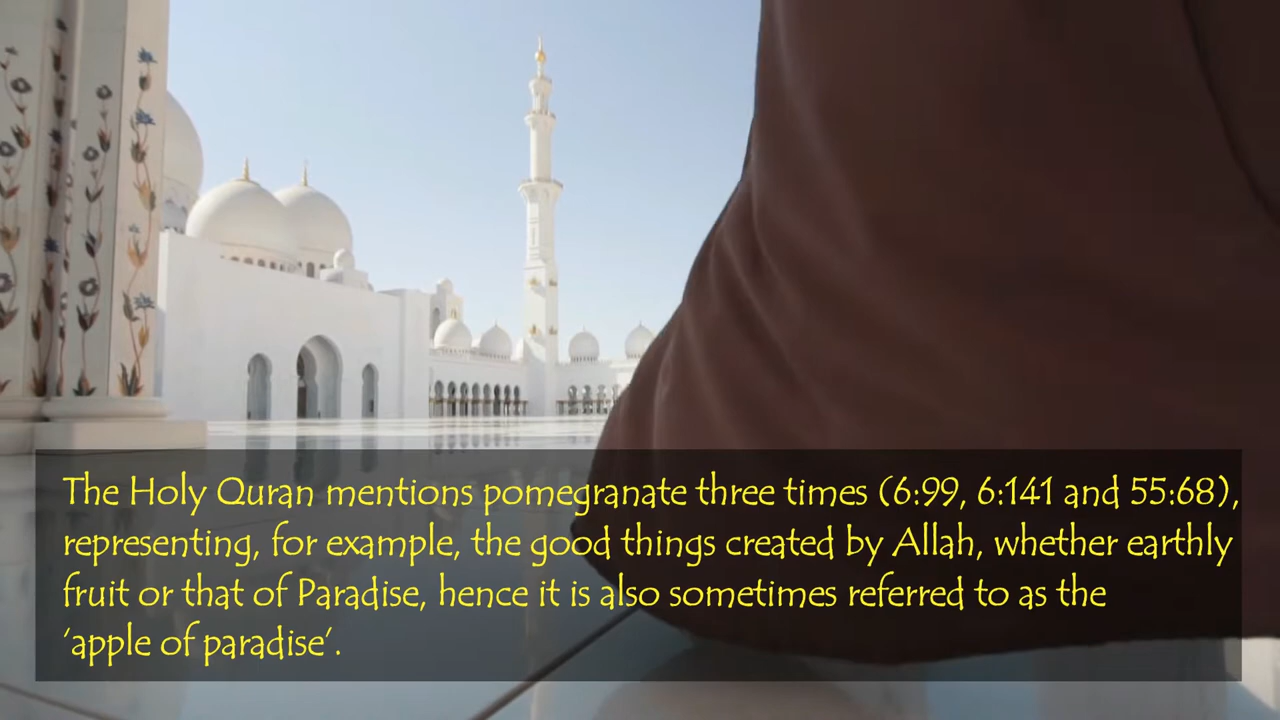 The Holy Quran mentions pomegranate three times (6:99, 6:141 and 55:68),
representing, for example, the good things created by Allah, whether earthly
fruit or that of Paradise, hence it is also sometimes referred to as the
‘apple of paradise’.